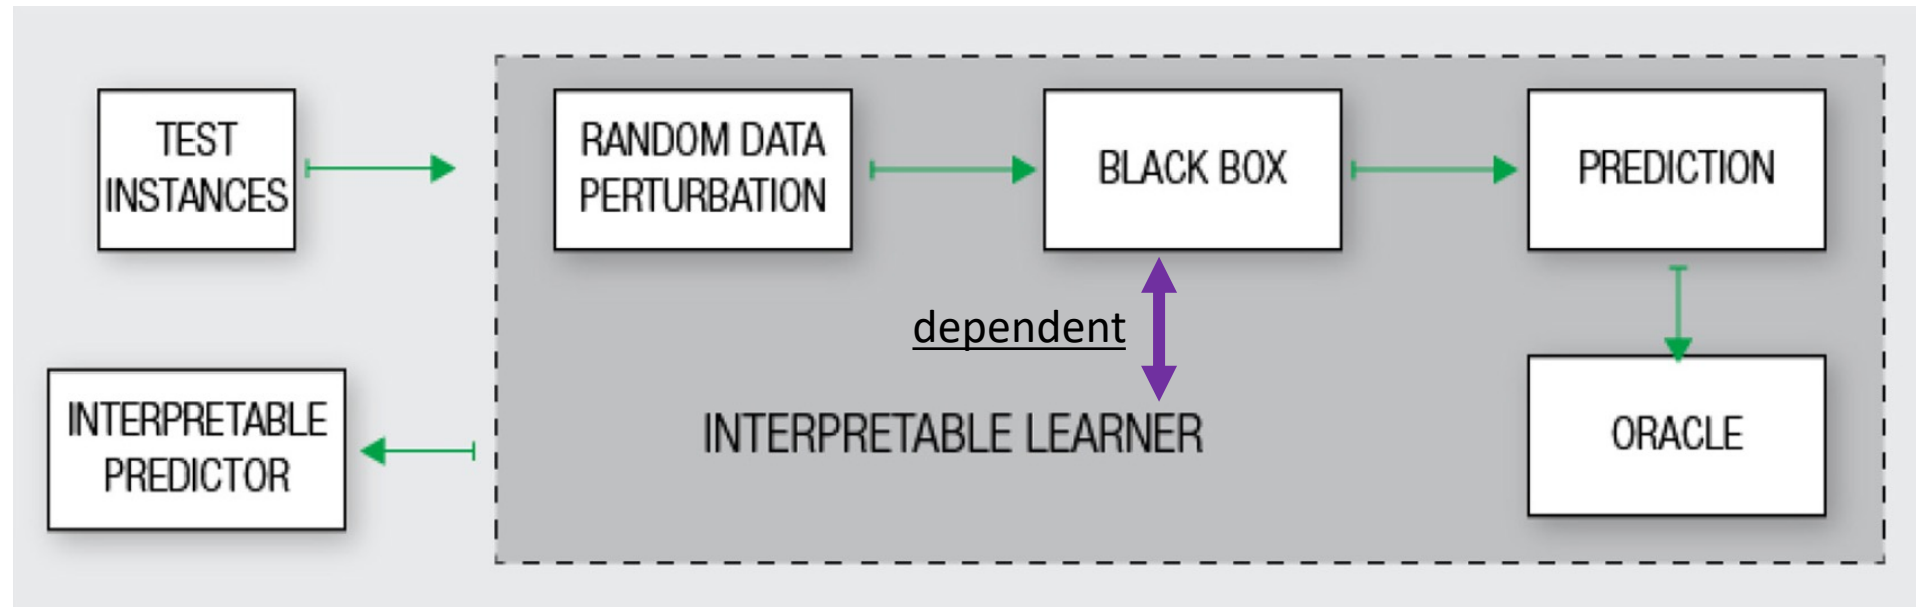 TEST
INSTANCES
RANDOM DATA
PERTURBATION
BLACK BOX
PREDICTION
dependent
INTERPRETABLE
PREDICTOR
INTERPRETABLE LEARNER
ORACLE